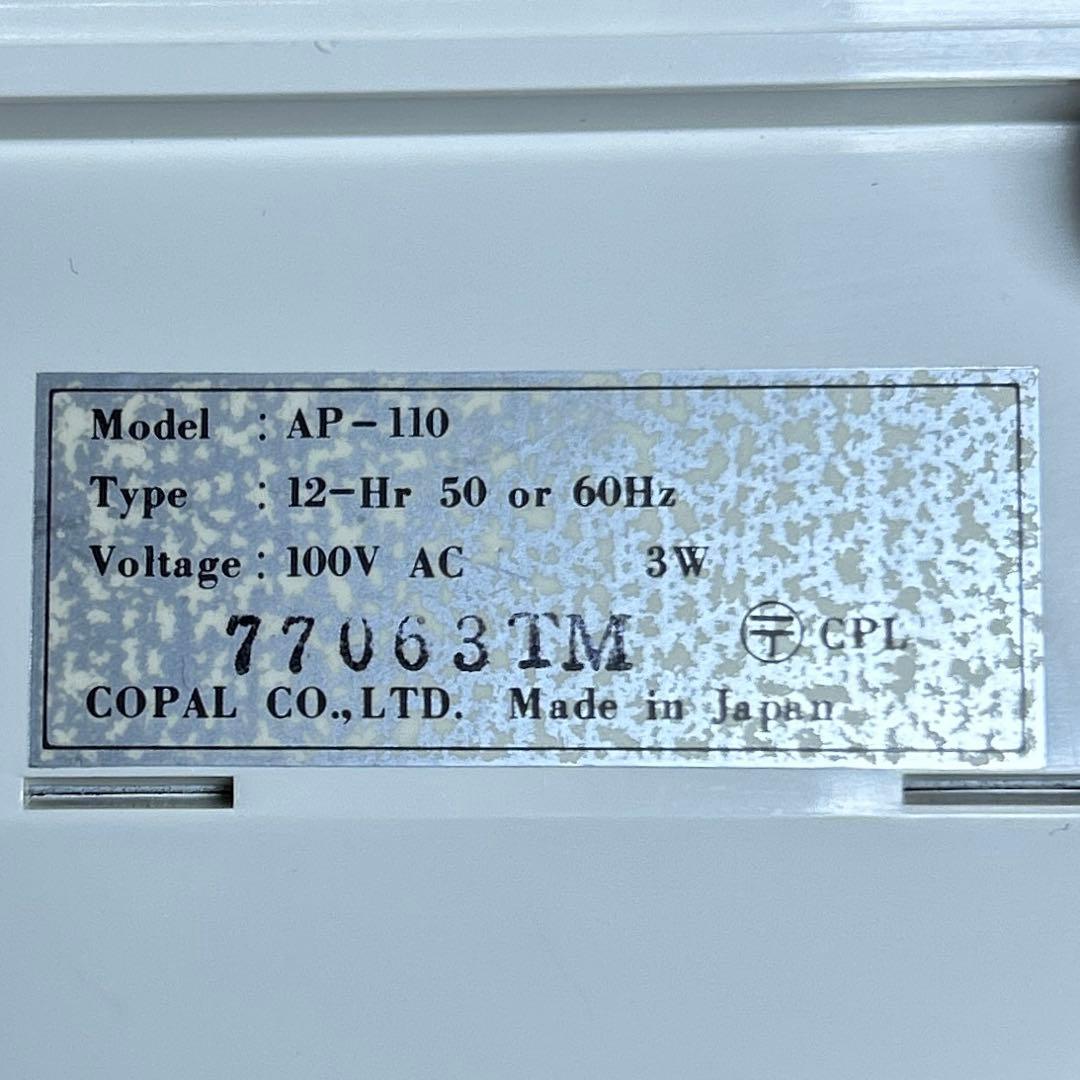 Model : AP-110
Type : 12-Hr 50 or 60Hz
Voltage : 100V AC 3W
77063TM 〶 CPL
COPAL CO.,LTD. Made in Japan